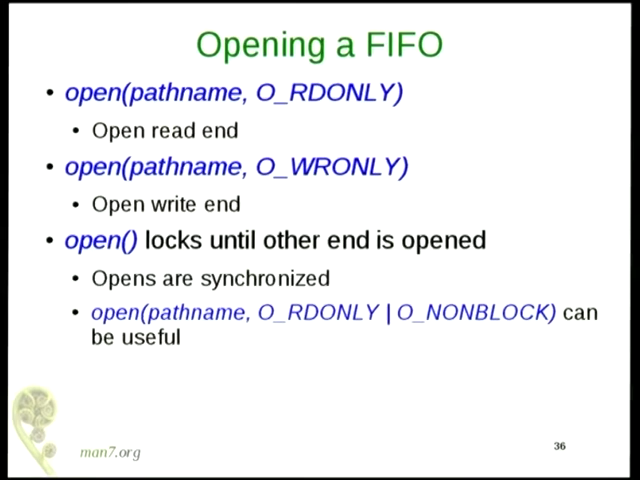 Opening a FIFO
• open(pathname, O_RDONLY)
• Open read end
• open(pathname, O_WRONLY)
• Open write end
• open() locks until other end is opened
• Opens are synchronized
• open(pathname, O_RDONLY | O_NONBLOCK) can
be useful
man7.org
36